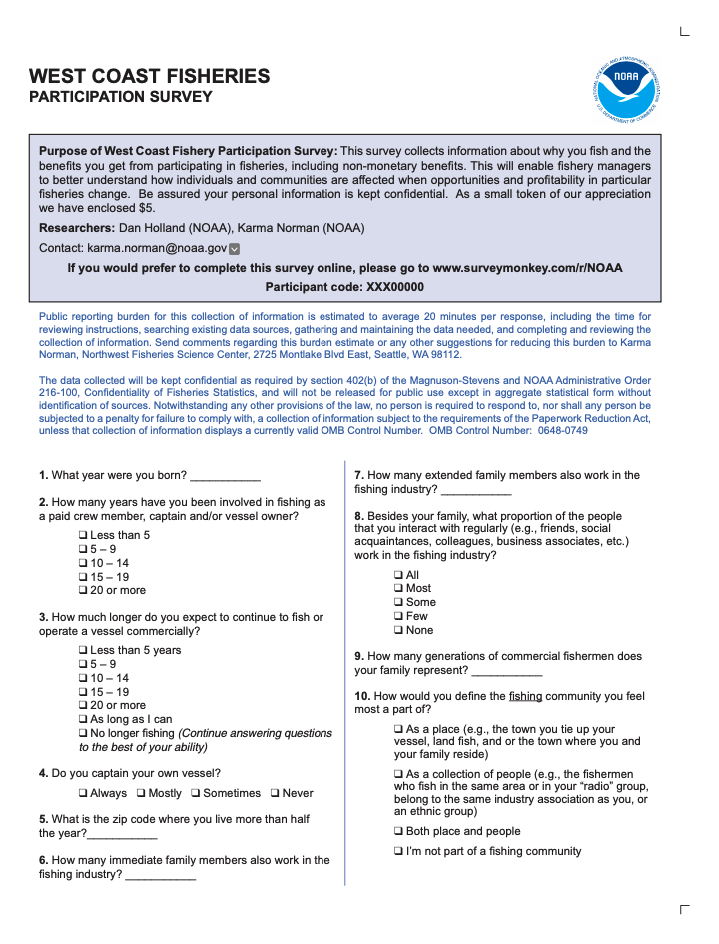 WEST COAST FISHERIES
PARTICIPATION SURVEY
NATIONAL OCEANIC AND ATMOSPHERIC ADMINISTRATION
NOAA
U.S. DEPARTMENT OF COMMERCE
Purpose of West Coast Fishery Participation Survey: This survey collects information about why you fish and the
benefits you get from participating in fisheries, including non-monetary benefits. This will enable fishery managers
to better understand how individuals and communities are affected when opportunities and profitability in particular
fisheries change. Be assured your personal information is kept confidential. As a small token of our appreciation
we have enclosed $5.
Researchers: Dan Holland (NOAA), Karma Norman (NOAA)
Contact: karma.norman@noaa.gov
If you would prefer to complete this survey online, please go to www.surveymonkey.com/r/NOAA
Participant code: XXX00000
Public reporting burden for this collection of information is estimated to average 20 minutes per response, including the time for
reviewing instructions, searching existing data sources, gathering and maintaining the data needed, and completing and reviewing the
collection of information. Send comments regarding this burden estimate or any other suggestions for reducing this burden to Karma
Norman, Northwest Fisheries Science Center, 2725 Montlake Blvd East, Seattle, WA 98112.
The data collected will be kept confidential as required by section 402(b) of the Magnuson-Stevens and NOAA Administrative Order
216-100, Confidentiality of Fisheries Statistics, and will not be released for public use except in aggregate statistical form without
identification of sources. Notwithstanding any other provisions of the law, no person is required to respond to, nor shall any person be
subjected to a penalty for failure to comply with, a collection of information subject to the requirements of the Paperwork Reduction Act,
unless that collection of information displays a currently valid OMB Control Number. OMB Control Number: 0648-0749
1. What year were you born? ___________
2. How many years have you been involved in fishing as
a paid crew member, captain and/or vessel owner?
❑ Less than 5
❑ 5 – 9
❑ 10 – 14
❑ 15 – 19
❑ 20 or more
3. How much longer do you expect to continue to fish or
operate a vessel commercially?
❑ Less than 5 years
❑ 5 – 9
❑ 10 – 14
❑ 15 – 19
❑ 20 or more
❑ As long as I can
❑ No longer fishing (Continue answering questions
to the best of your ability)
4. Do you captain your own vessel?
❑ Always ❑ Mostly ❑ Sometimes ❑ Never
5. What is the zip code where you live more than half
the year?___________
6. How many immediate family members also work in the
fishing industry? ___________
7. How many extended family members also work in the
fishing industry? ___________
8. Besides your family, what proportion of the people
that you interact with regularly (e.g., friends, social
acquaintances, colleagues, business associates, etc.)
work in the fishing industry?
❑ All
❑ Most
❑ Some
❑ Few
❑ None
9. How many generations of commercial fishermen does
your family represent? ___________
10. How would you define the fishing community you feel
most a part of?
❑ As a place (e.g., the town you tie up your
vessel, land fish, and or the town where you and
your family reside)
❑ As a collection of people (e.g., the fishermen
who fish in the same area or in your “radio” group,
belong to the same industry association as you, or
an ethnic group)
❑ Both place and people
❑ I’m not part of a fishing community